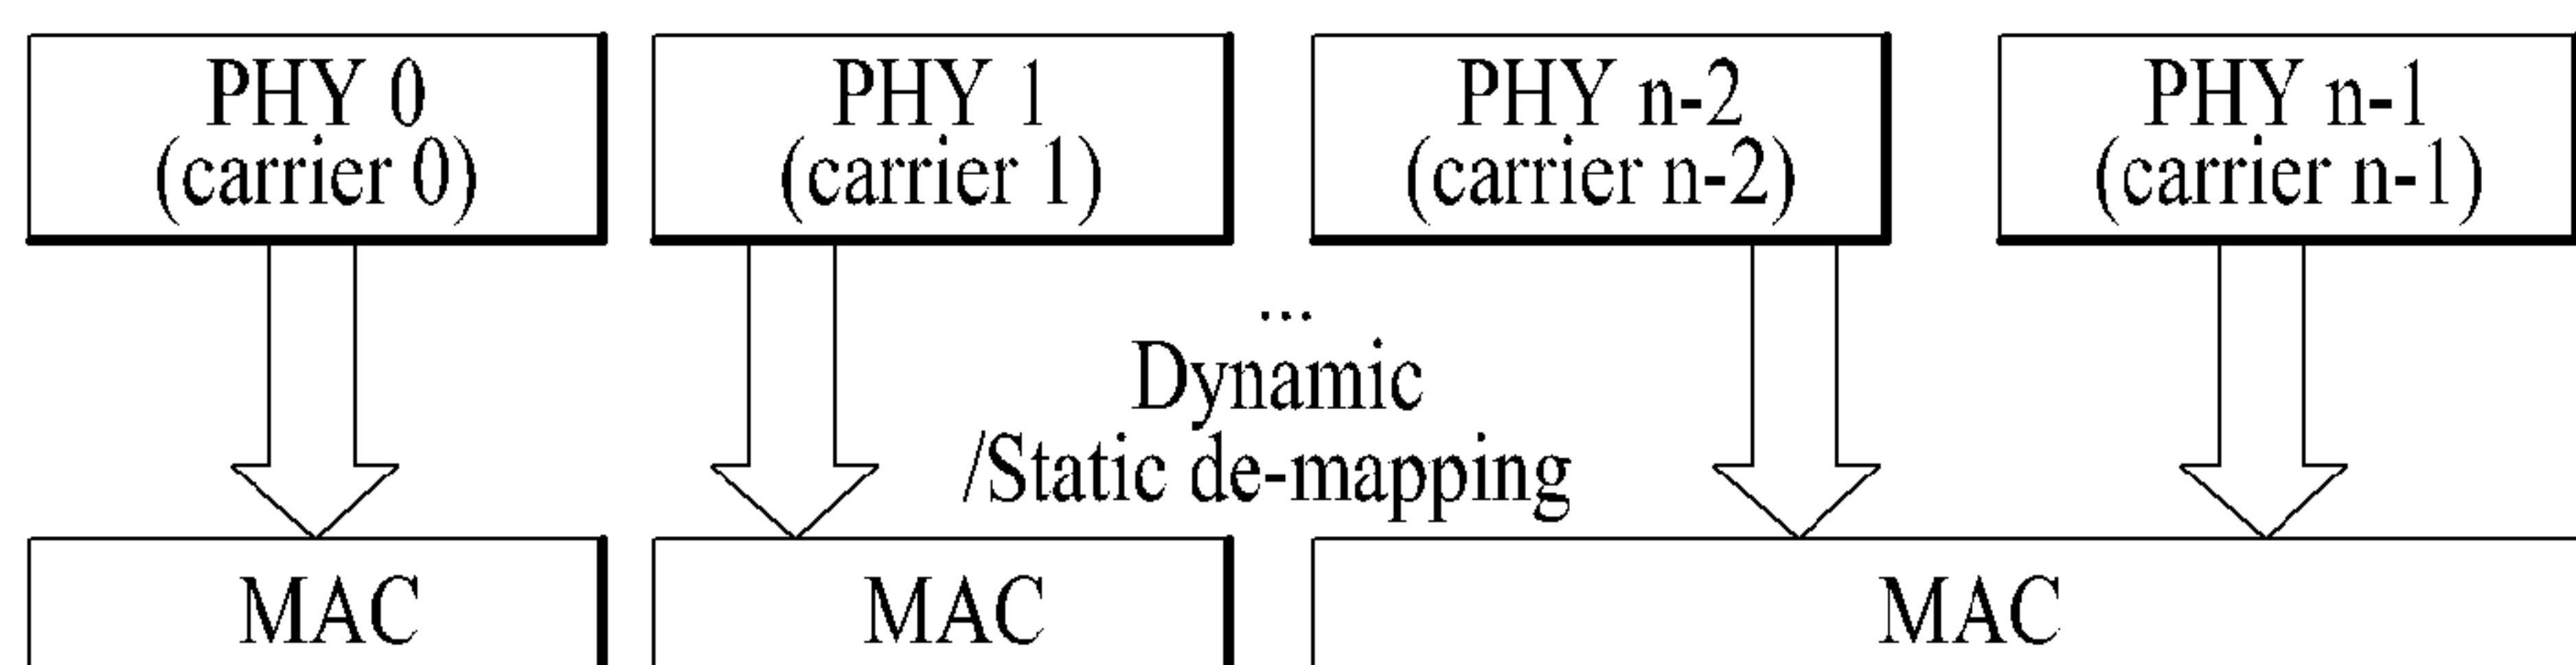 PHY 0
(carrier 0)
PHY 1
(carrier 1)
PHY n-2
(carrier n-2)
PHY n-1
(carrier n-1)
...
Dynamic
/Static de-mapping
MAC
MAC
MAC